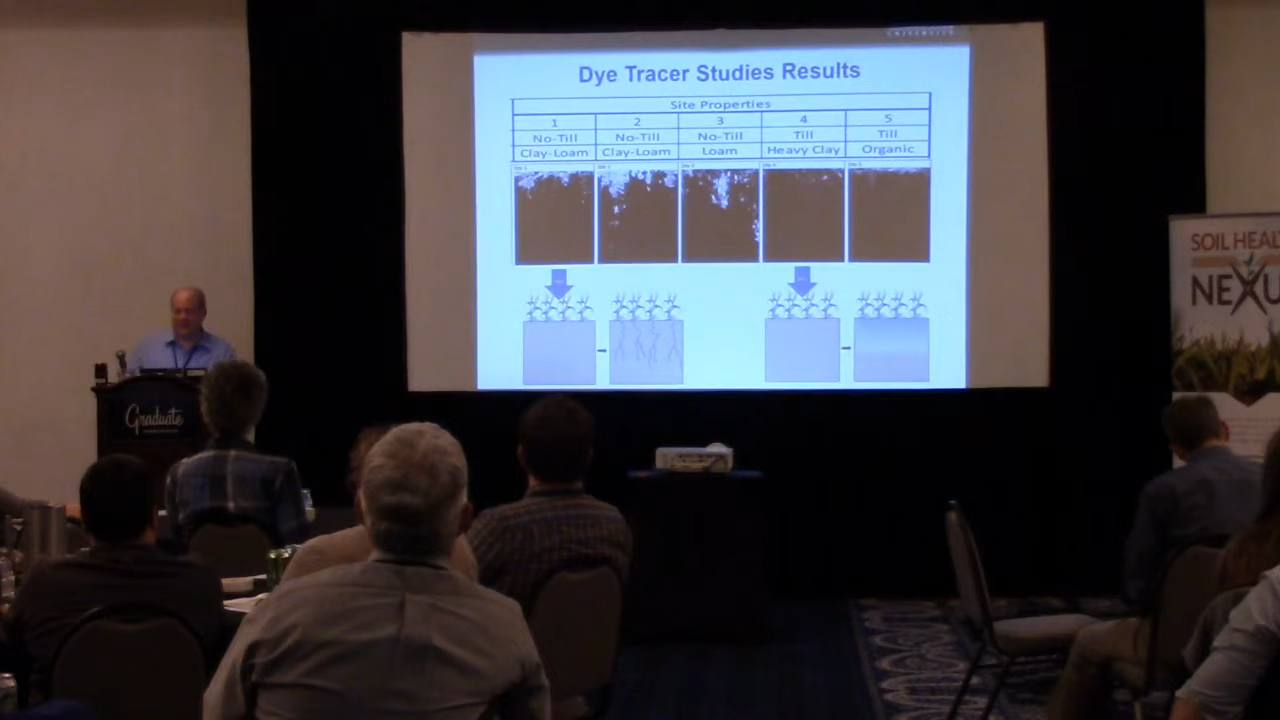 UNIVERSITY
Dye Tracer Studies Results
Site Properties
1 2 3 4 5
No-Till No-Till No-Till Till Till
Clay-Loam Clay-Loam Loam Heavy Clay Organic
SOIL HEAL
NEXU
Graduate